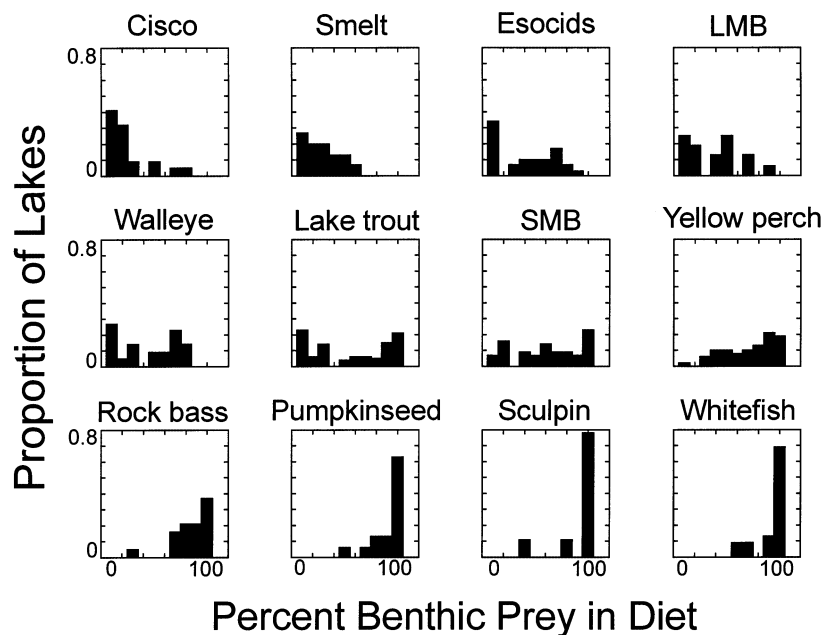 Cisco Smelt Esocids LMB
0.8
0
Walleye Lake trout SMB Yellow perch
0.8
0
Rock bass Pumpkinseed Sculpin Whitefish
0.8
0
0 100 0 100 0 100 0 100
Proportion of Lakes
Percent Benthic Prey in Diet